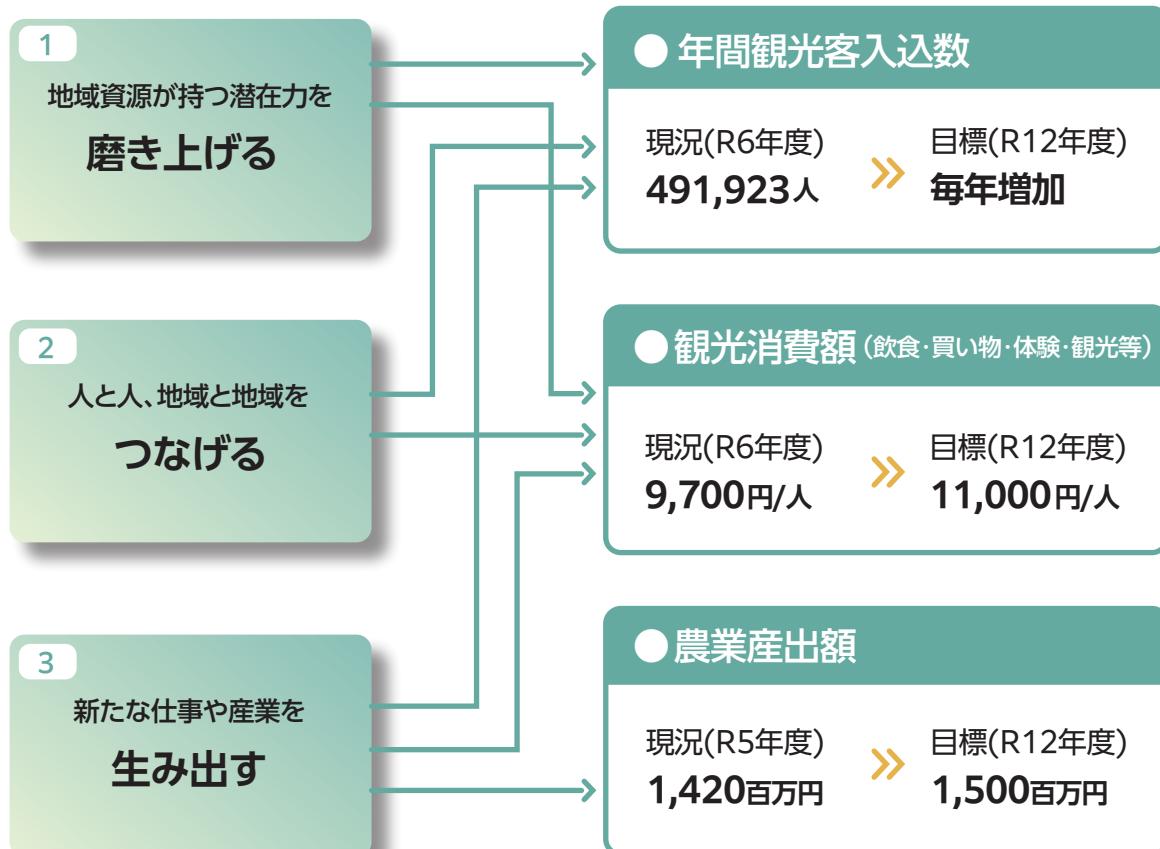 1
地域資源が持つ潜在力を
磨き上げる
2
人と人、地域と地域を
つなげる
3
新たな仕事や産業を
生み出す
●年間観光客入込数
現況(R6年度)
491,923人
目標(R12年度)
毎年増加
●観光消費額(飲食・買い物・体験・観光等)
現況(R6年度)
9,700円/人
目標(R12年度)
11,000円/人
●農業産出額
現況(R5年度)
1,420百万円
目標(R12年度)
1,500百万円